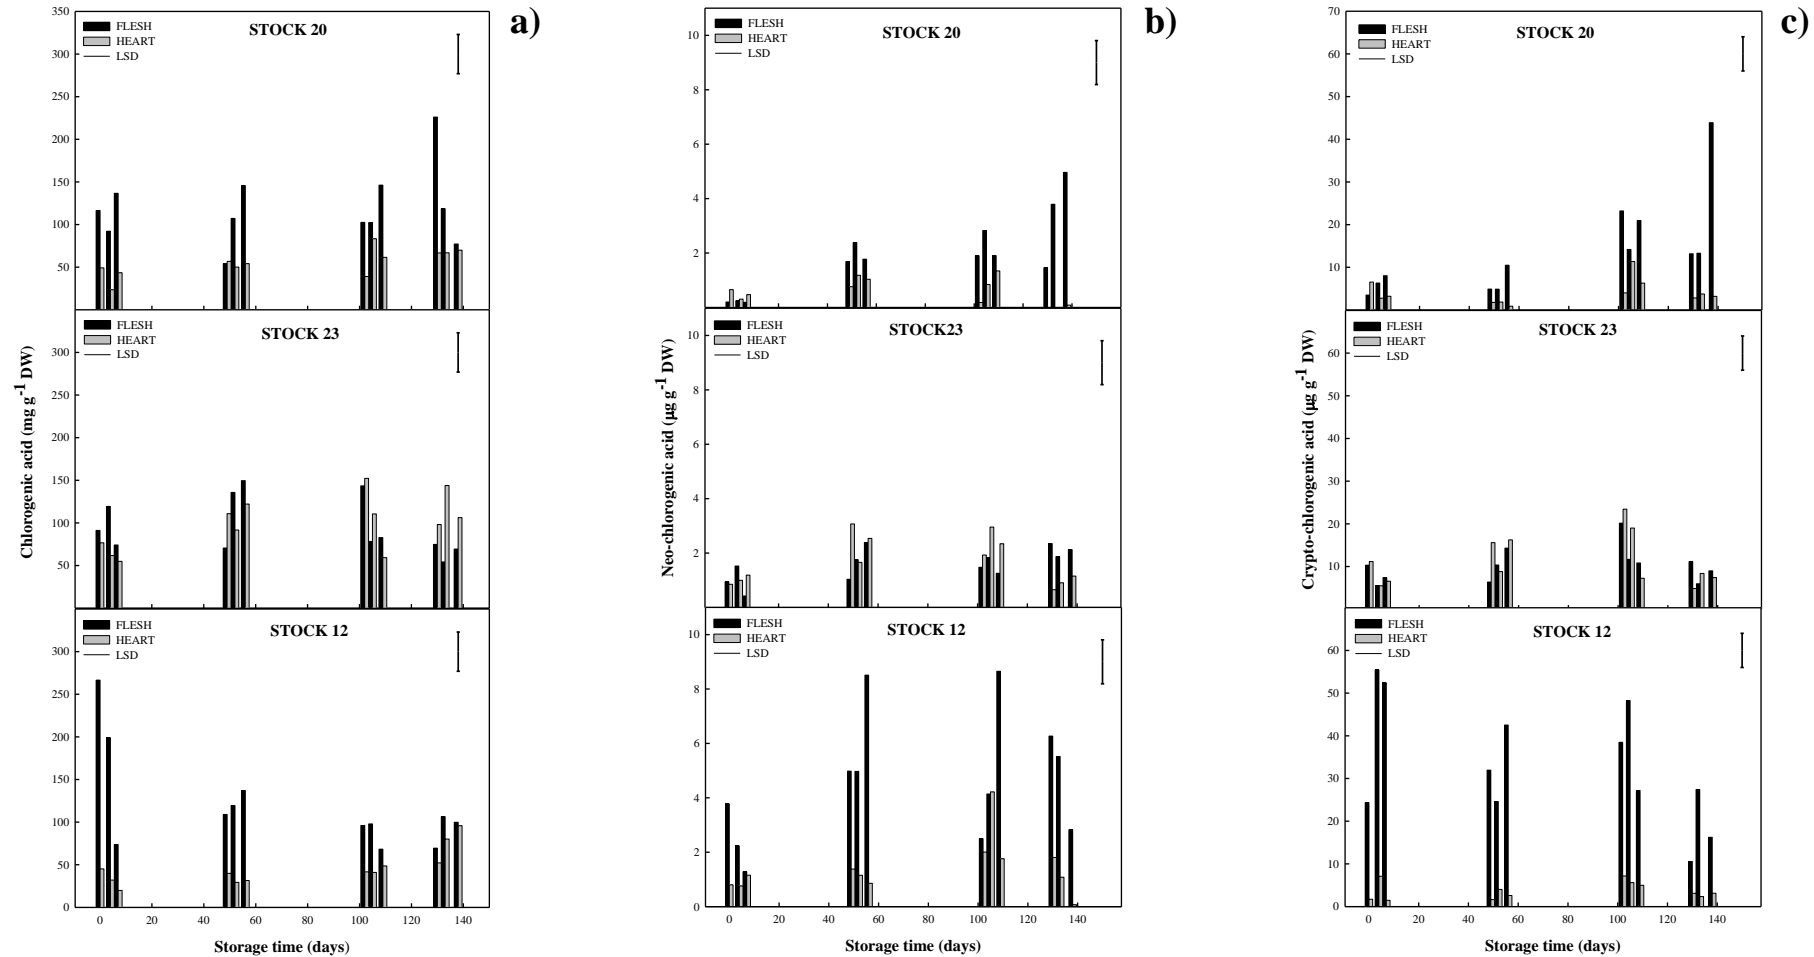 a)
Chlorogenic acid (mg g-1 DW)
STOCK 20
FLESH
HEART
LSD
350
300
250
200
150
100
50
STOCK 23
FLESH
HEART
LSD
300
250
200
150
100
50
STOCK 12
FLESH
HEART
LSD
300
250
200
150
100
50
0
0 20 40 60 80 100 120 140
Storage time (days)
b)
Neo-chlorogenic acid (µg g-1 DW)
STOCK 20
FLESH
HEART
LSD
10
8
6
4
2
STOCK23
FLESH
HEART
LSD
10
8
6
4
2
STOCK 12
FLESH
HEART
LSD
10
8
6
4
2
0
0 20 40 60 80 100 120 140
Storage time (days)
c)
Crypto-chlorogenic acid (µg g-1 DW)
STOCK 20
FLESH
HEART
LSD
70
60
50
40
30
20
10
STOCK 23
FLESH
HEART
LSD
60
50
40
30
20
10
STOCK 12
FLESH
HEART
LSD
60
50
40
30
20
10
0
0 20 40 60 80 100 120 140
Storage time (days)